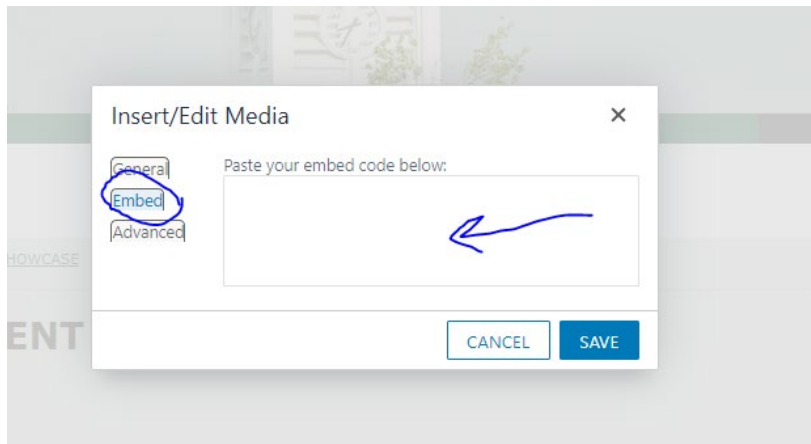 Insert/Edit Media
General
Paste your embed code below:
Embed
Advanced
HOWCASE
ENT
CANCEL
SAVE